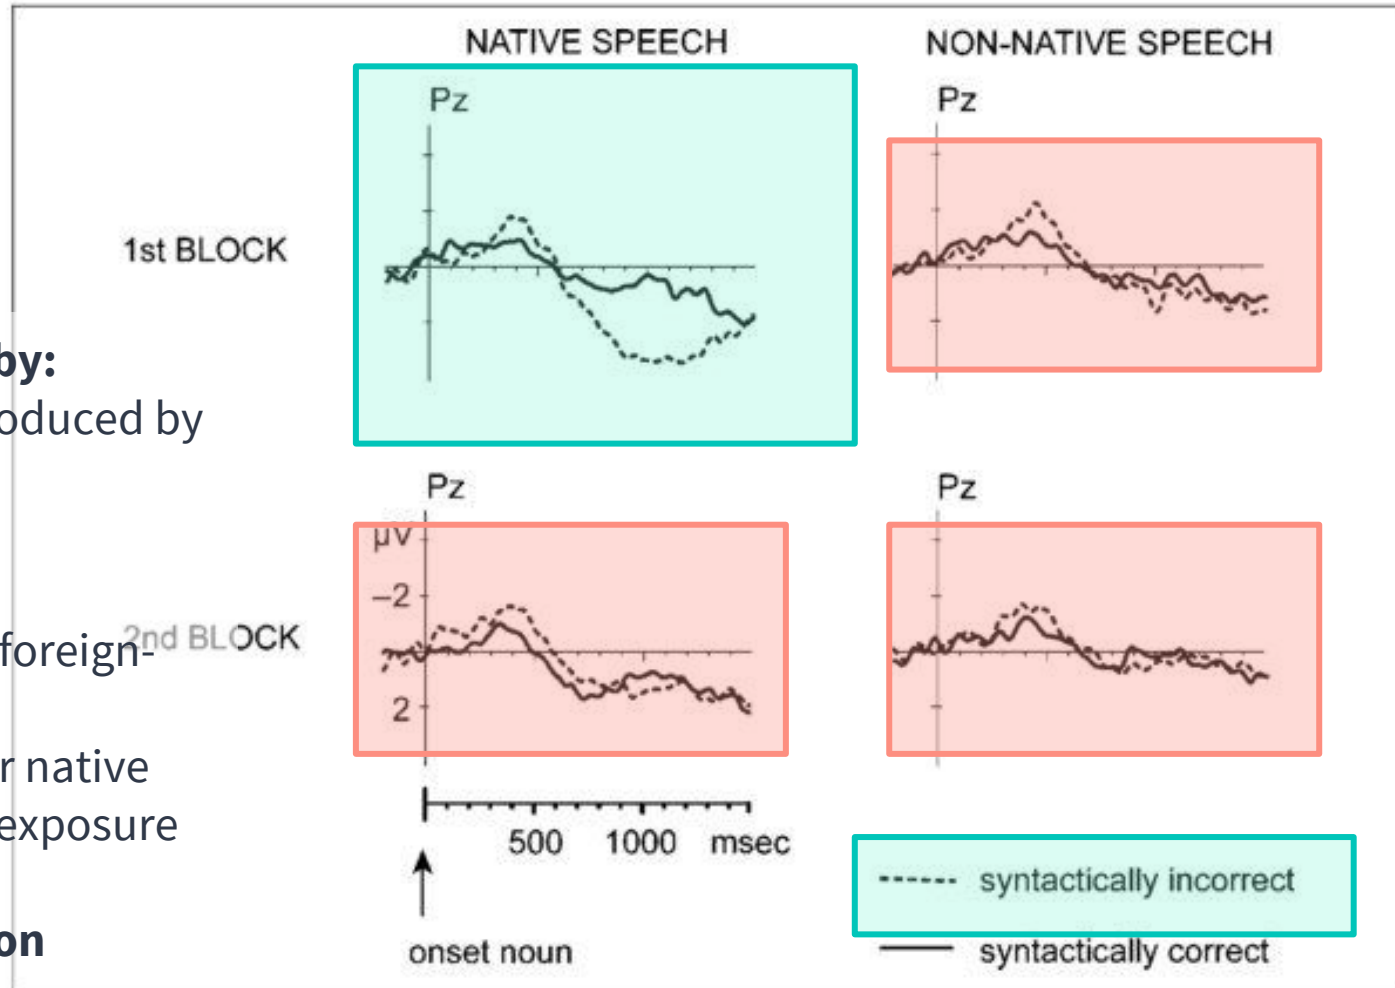 NATIVE SPEECH
NON-NATIVE SPEECH
Pz
Pz
1st BLOCK
by:
oduced by
Pz
Pz
µV
–2
2nd BLOCK
foreign-
2
r native
exposure
500 1000 msec
syntactically incorrect
on
onset noun
syntactically correct